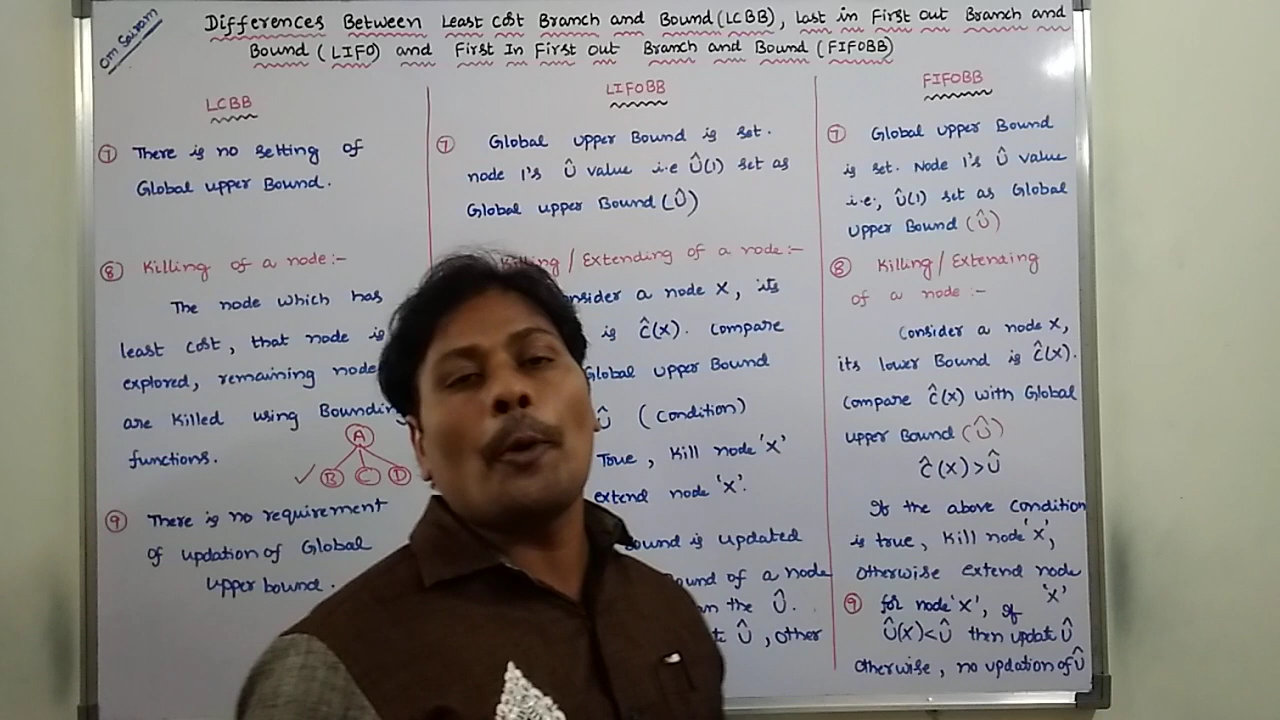 Om Sairam
Differences Between Least cost Branch and Bound (LCBB), Last in First out Branch and
Bound (LIFO) and First In First out Branch and Bound (FIFOBB)
LCBB
⑦ There is no setting of
Global upper Bound.
⑧ Killing of a node:-
The node which has
least cost, that node is
explored, remaining node
are Killed using Boundin
functions.
A
B C D
⑨ There is no requirement
of updation of Global
upper bound.
LIFOBB
⑦ Global upper Bound is set.
node 1's Û value i.e Û(1) set as
Global upper Bound (Û)
Killing / Extending of a node:-
onsider a node X, its
is Ĉ(X). Compare
Global upper Bound
Û (Condition)
True, Kill node 'X'
extend node 'X'.
Bound is updated
ound of a node
n the Û.
Û, other
FIFOBB
⑦ Global upper Bound
is set. Node 1's Û value
i.e., Û(1) set as Global
upper Bound (Û)
⑧ Killing / Extending
of a node:-
Consider a node X,
its lower Bound is Ĉ(X).
Compare Ĉ(X) with Global
upper Bound (Û)
Ĉ(X) > Û
If the above Condition
is true, Kill node 'X',
otherwise extend node
'X'
⑨ for node 'X', if
Û(X) < Û then update Û
otherwise, no updation of Û